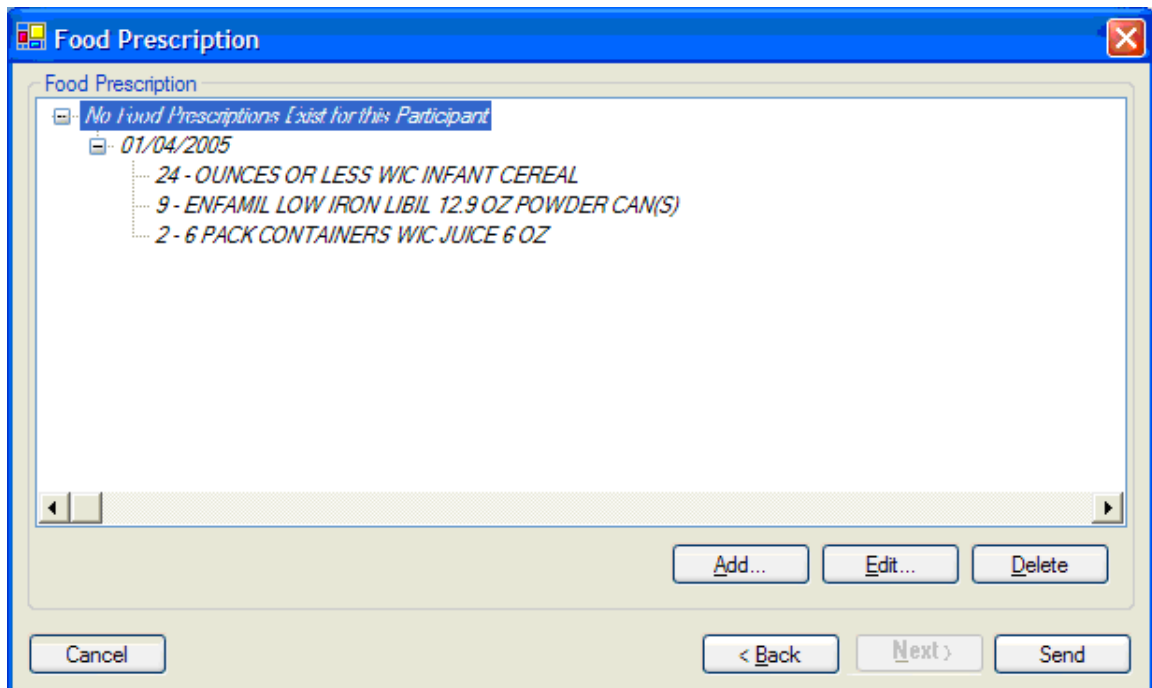 Food Prescription
Food Prescription
No Food Prescriptions Exist for this Participant
01/04/2005
24 - OUNCES OR LESS WIC INFANT CEREAL
9 - ENFAMIL LOW IRON LIBIL 12.9 OZ POWDER CAN(S)
2 - 6 PACK CONTAINERS WIC JUICE 6 OZ
Add... Edit... Delete
Cancel < Back Next > Send